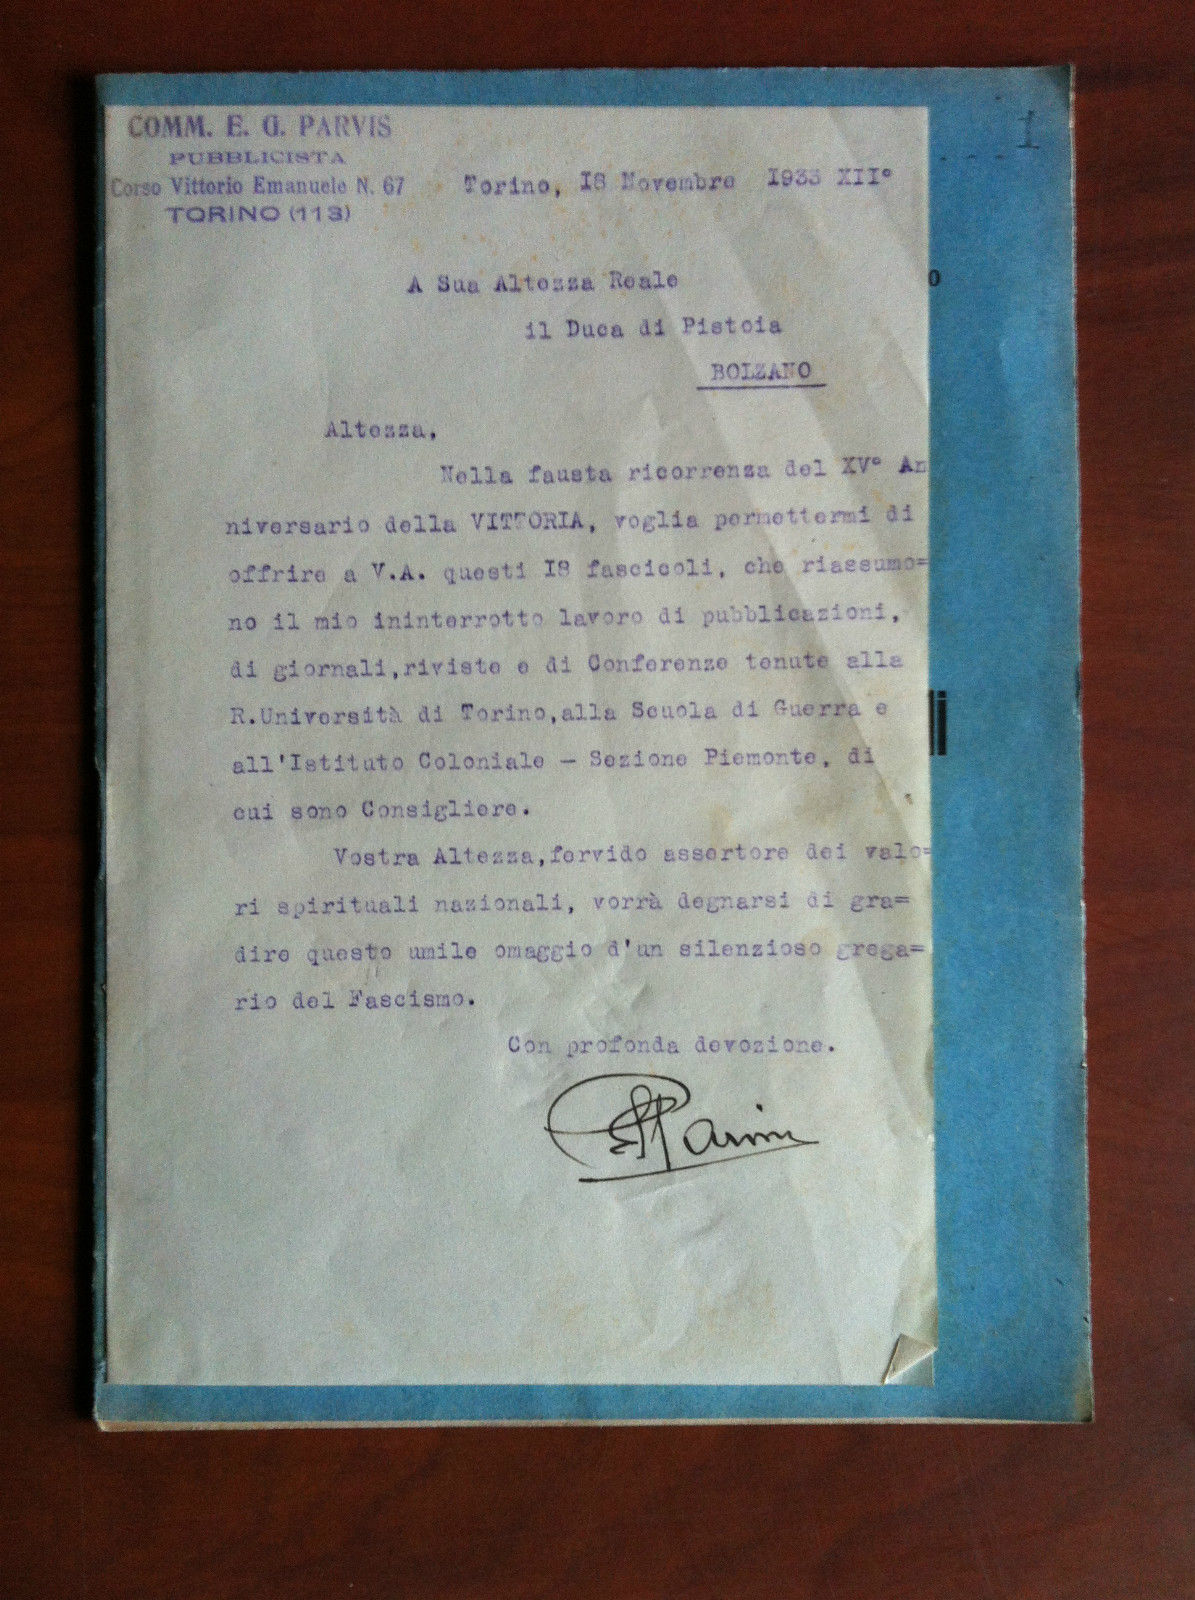 COMM. E. G. PARVIS
PUBBLICISTA
Corso Vittorio Emanuele N. 67
TORINO (113)
Torino, I8 Novembre 1933 XII°
A Sua Altezza Reale
il Duca di Pistoia
BOLZANO
Altezza,
Nella fausta ricorrenza del XV° An
niversario della VITTORIA, voglia permettermi di
offrire a V.A. questi I8 fascicoli, che riassumo=
no il mio ininterrotto lavoro di pubblicazioni,
di giornali,riviste e di Conferenze tenute alla
R.Università di Torino,alla Scuola di Guerra e
all'Istituto Coloniale - Sezione Piemonte, di
cui sono Consigliere.
Vostra Altezza,fervido assertore dei valo=
ri spirituali nazionali, vorrà degnarsi di gra=
dire questo umile omaggio d'un silenzioso grega=
rio del Fascismo.
Con profonda devozione.
1
o
li